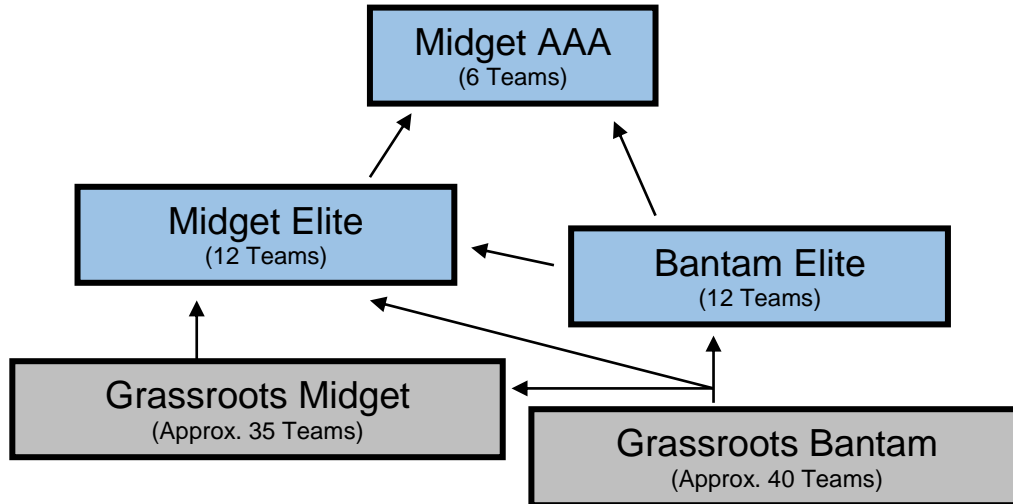 Midget AAA
(6 Teams)
Midget Elite
(12 Teams)
Bantam Elite
(12 Teams)
Grassroots Midget
(Approx. 35 Teams)
Grassroots Bantam
(Approx. 40 Teams)